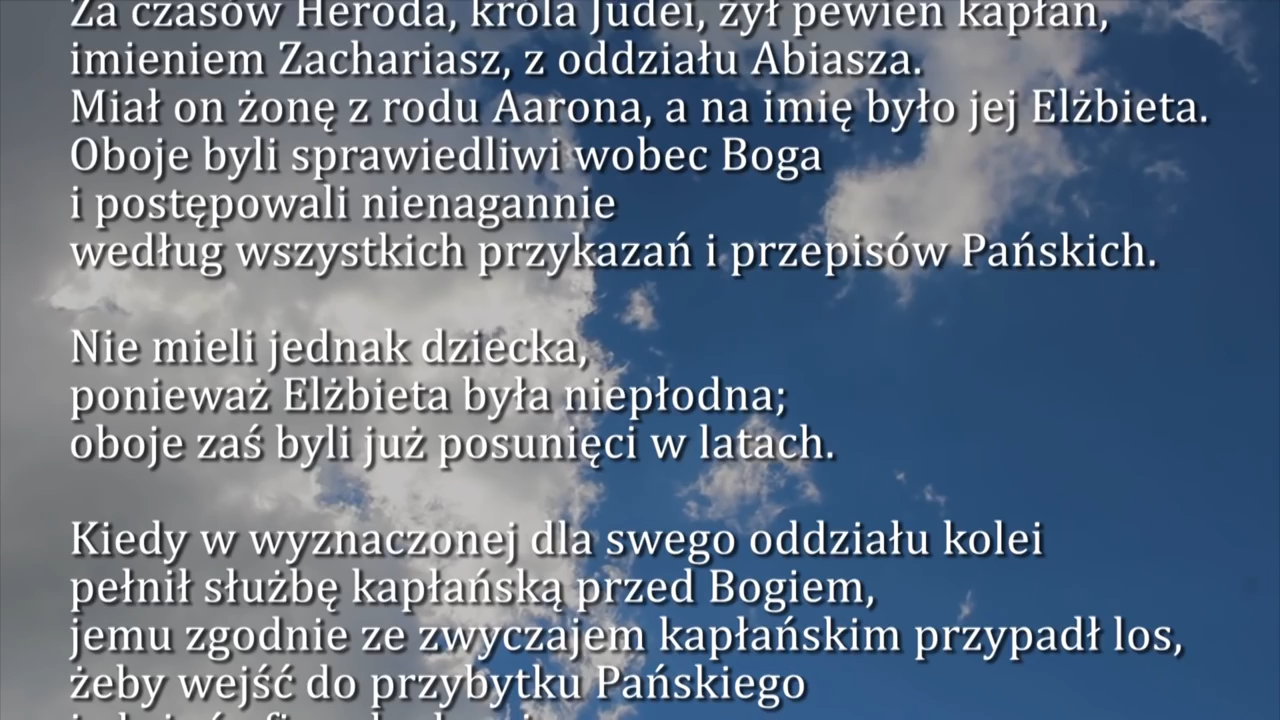 Za czasów Heroda, króla Judei, żył pewien kapłan,
imieniem Zachariasz, z oddziału Abiasza.
Miał on żonę z rodu Aarona, a na imię było jej Elżbieta.
Oboje byli sprawiedliwi wobec Boga
i postępowali nienagannie
według wszystkich przykazań i przepisów Pańskich.
Nie mieli jednak dziecka,
ponieważ Elżbieta była niepłodna;
oboje zaś byli już posunięci w latach.
Kiedy w wyznaczonej dla swego oddziału kolei
pełnił służbę kapłańską przed Bogiem,
jemu zgodnie ze zwyczajem kapłańskim przypadł los,
żeby wejść do przybytku Pańskiego